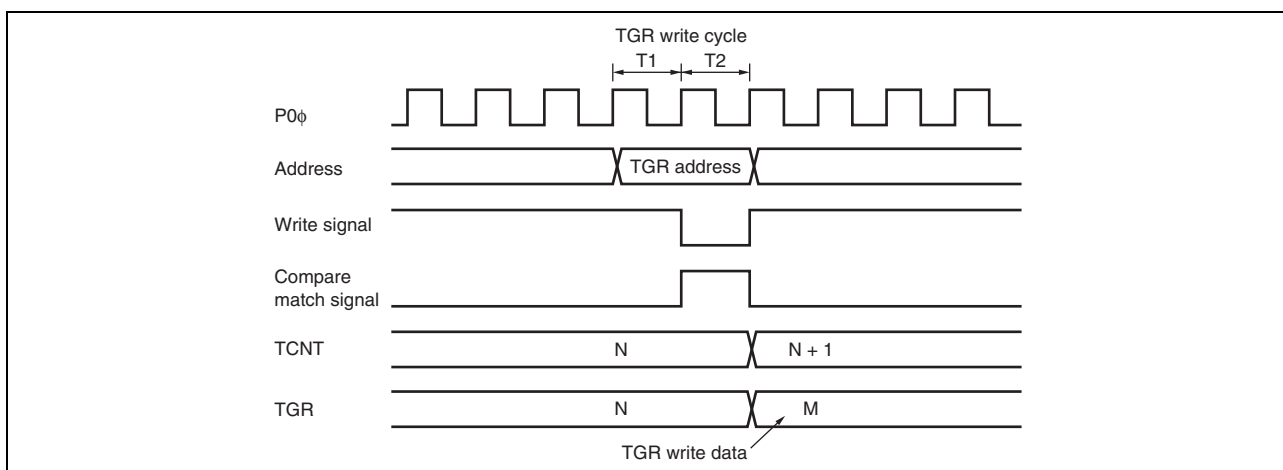 TGR write cycle
T1 T2
P0ϕ
Address TGR address
Write signal
Compare
match signal
TCNT N N + 1
TGR N M
TGR write data